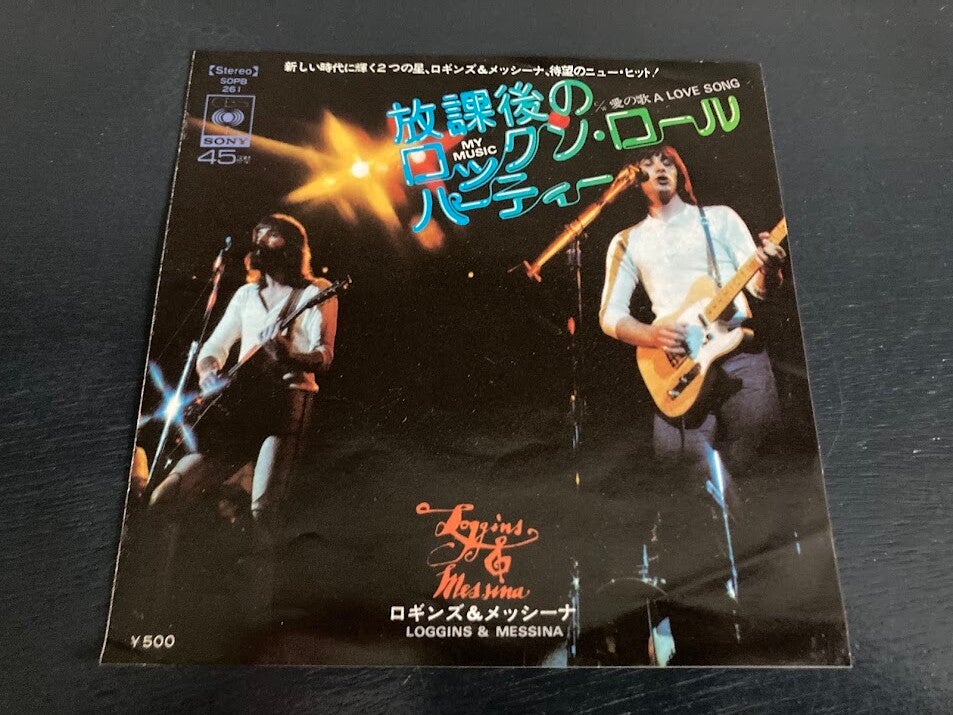 【Stereo】
SOPB
261
CBS
SONY
45
新しい時代に輝く2つの星、ロギンズ&メッシーナ、待望のニュー・ヒット!
放課後の
c/w 愛の歌 A LOVE SONG
ロックン・ロール
MY
MUSIC
パーティー
Loggins
&
Messina
ロギンズ&メッシーナ
LOGGINS & MESSINA
¥500